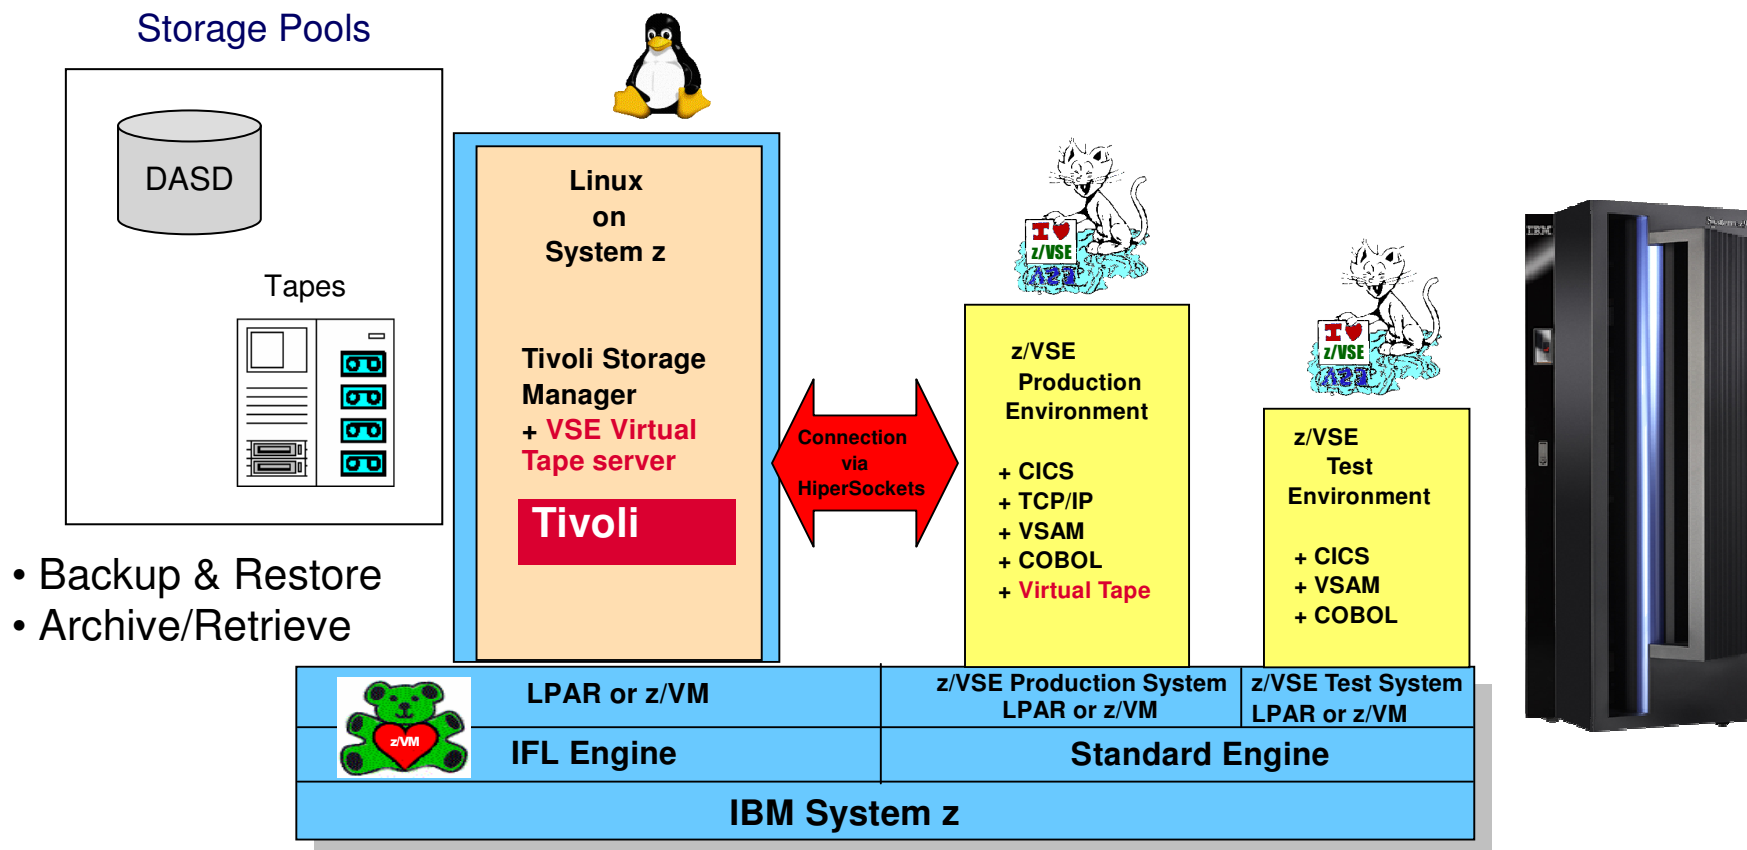 Storage Pools
DASD
Tapes
• Backup & Restore
• Archive/Retrieve
Linux
on
System z
Tivoli Storage
Manager
+ VSE Virtual
Tape server
Tivoli
Connection
via
HiperSockets
I
z/VSE
z/VSE
Production
Environment
+ CICS
+ TCP/IP
+ VSAM
+ COBOL
+ Virtual Tape
I
z/VSE
z/VSE
Test
Environment
+ CICS
+ VSAM
+ COBOL
IBM
z/VM
LPAR or z/VM
z/VSE Production System
LPAR or z/VM
z/VSE Test System
LPAR or z/VM
IFL Engine
Standard Engine
IBM System z